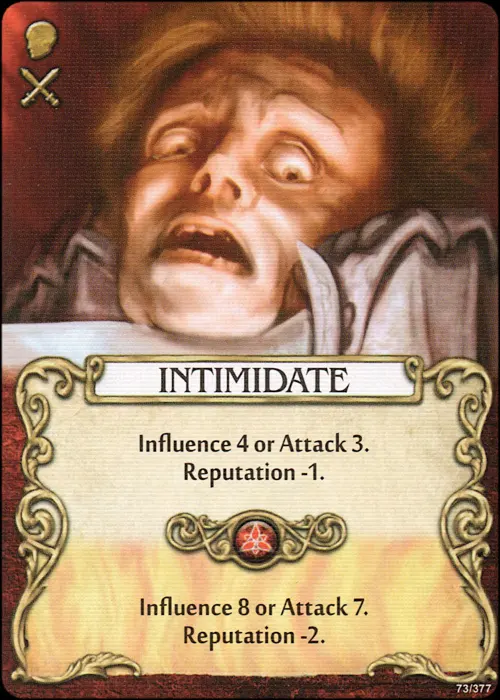 INTIMIDATE
Influence 4 or Attack 3.
Reputation -1.
Influence 8 or Attack 7.
Reputation -2.
73/377